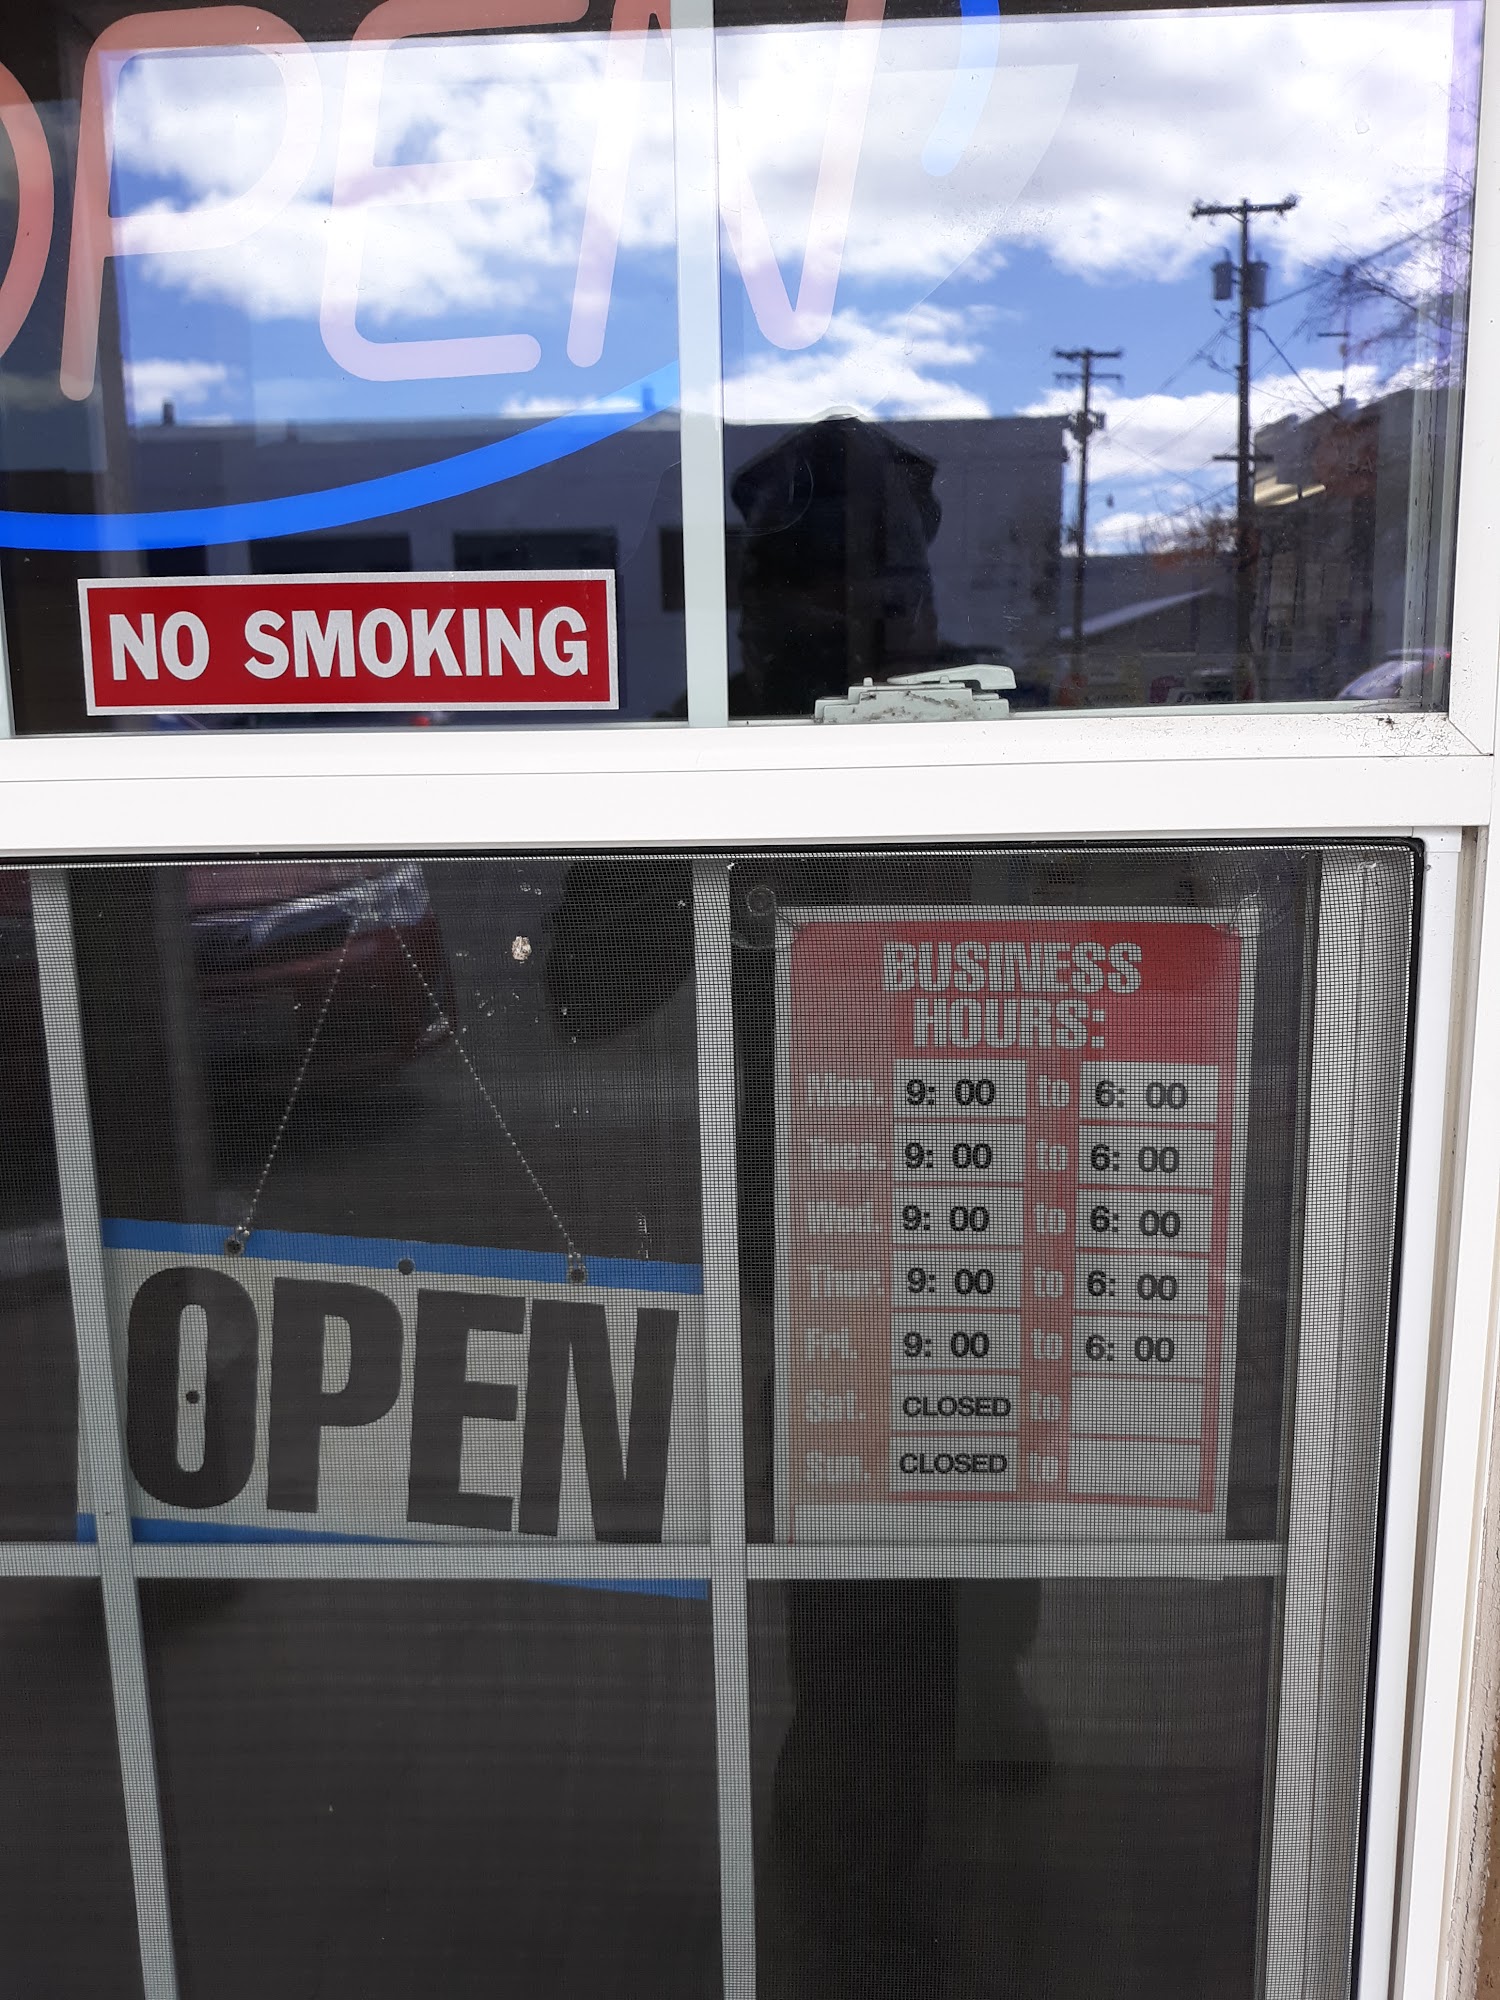 OPEN
NO SMOKING
BUSINESS
HOURS:
Mon. 9: 00 to 6: 00
Tues. 9: 00 to 6: 00
Wed. 9: 00 to 6: 00
Thur. 9: 00 to 6: 00
Fri. 9: 00 to 6: 00
Sat. CLOSED to
Sun. CLOSED to
OPEN